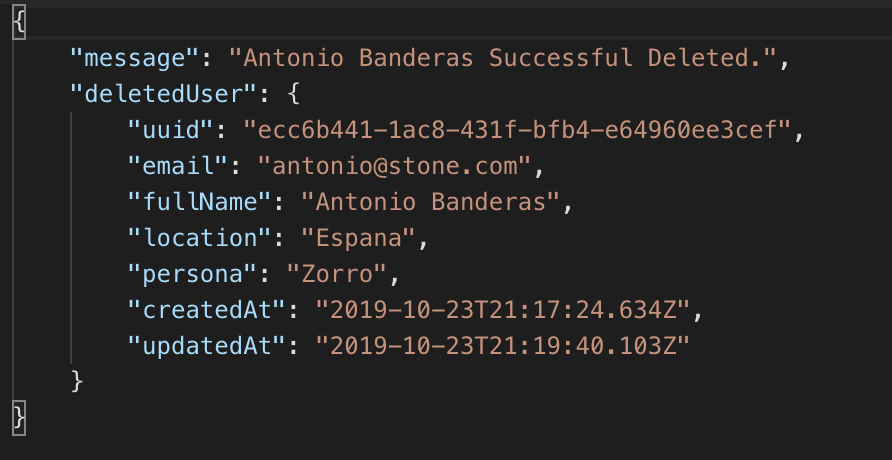 {
"message": "Antonio Banderas Successful Deleted.",
"deletedUser": {
"uuid": "ecc6b441-1ac8-431f-bfb4-e64960ee3cef",
"email": "antonio@stone.com",
"fullName": "Antonio Banderas",
"location": "Espana",
"persona": "Zorro",
"createdAt": "2019-10-23T21:17:24.634Z",
"updatedAt": "2019-10-23T21:19:40.103Z"
}
}